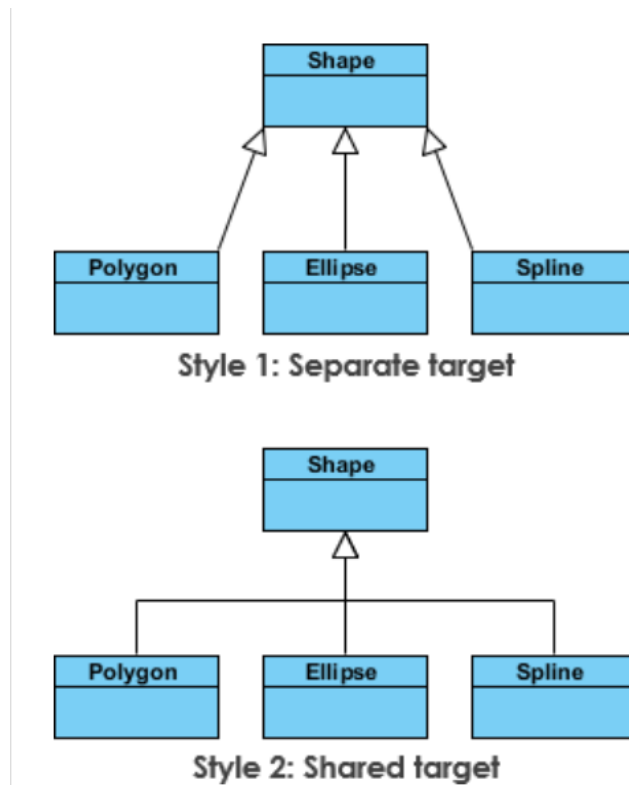 Shape
Polygon Ellipse Spline
Style 1: Separate target
Shape
Polygon Ellipse Spline
Style 2: Shared target